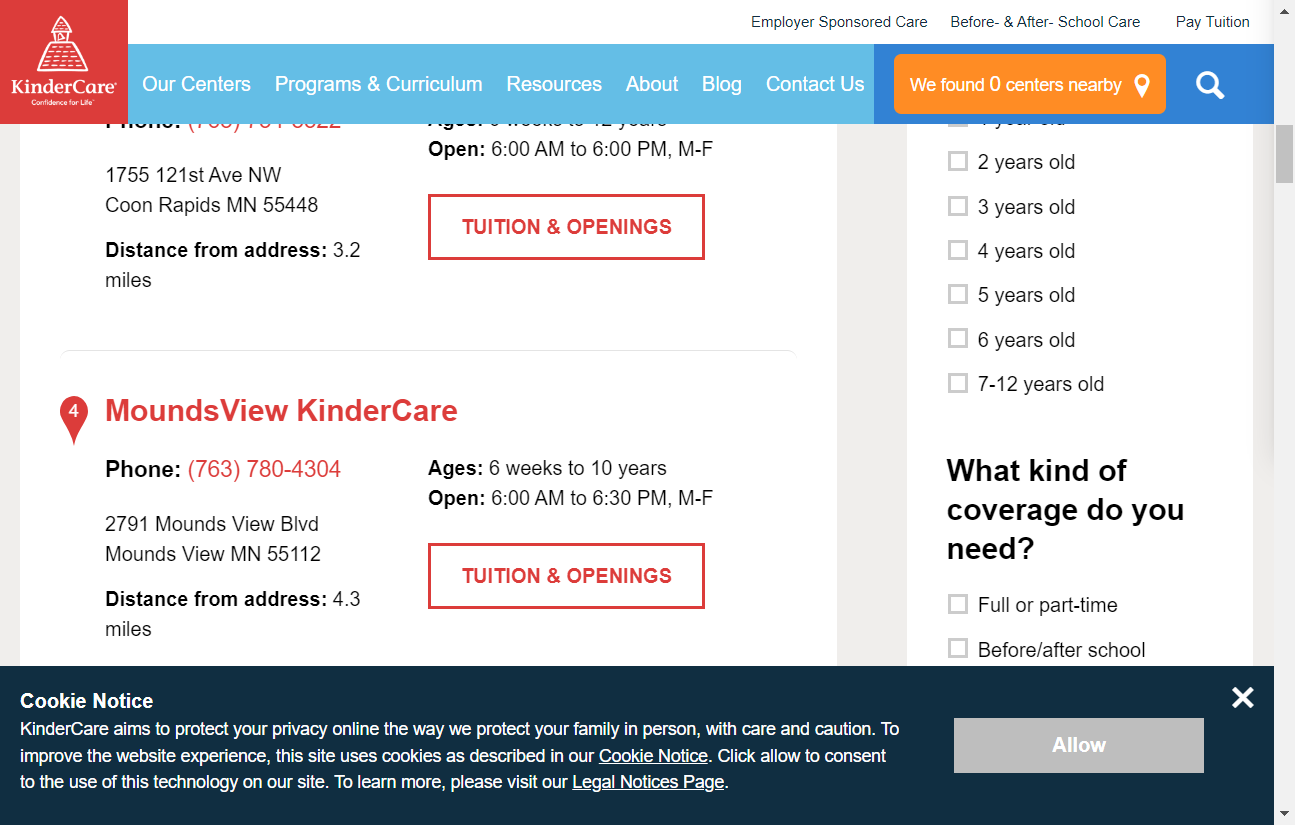 Employer Sponsored Care Before- & After- School Care Pay Tuition
KinderCare
Confidence for Life
Our Centers Programs & Curriculum Resources About Blog Contact Us
We found 0 centers nearby
Phone:
Ages: 6 weeks to 12 years
Open: 6:00 AM to 6:00 PM, M-F
1755 121st Ave NW
Coon Rapids MN 55448
TUITION & OPENINGS
Distance from address: 3.2
miles
4
MoundsView KinderCare
Phone: (763) 780-4304
Ages: 6 weeks to 10 years
Open: 6:00 AM to 6:30 PM, M-F
2791 Mounds View Blvd
Mounds View MN 55112
TUITION & OPENINGS
Distance from address: 4.3
miles
1 year old
2 years old
3 years old
4 years old
5 years old
6 years old
7-12 years old
What kind of
coverage do you
need?
Full or part-time
Before/after school
Cookie Notice
KinderCare aims to protect your privacy online the way we protect your family in person, with care and caution. To
improve the website experience, this site uses cookies as described in our Cookie Notice. Click allow to consent
to the use of this technology on our site. To learn more, please visit our Legal Notices Page.
Allow